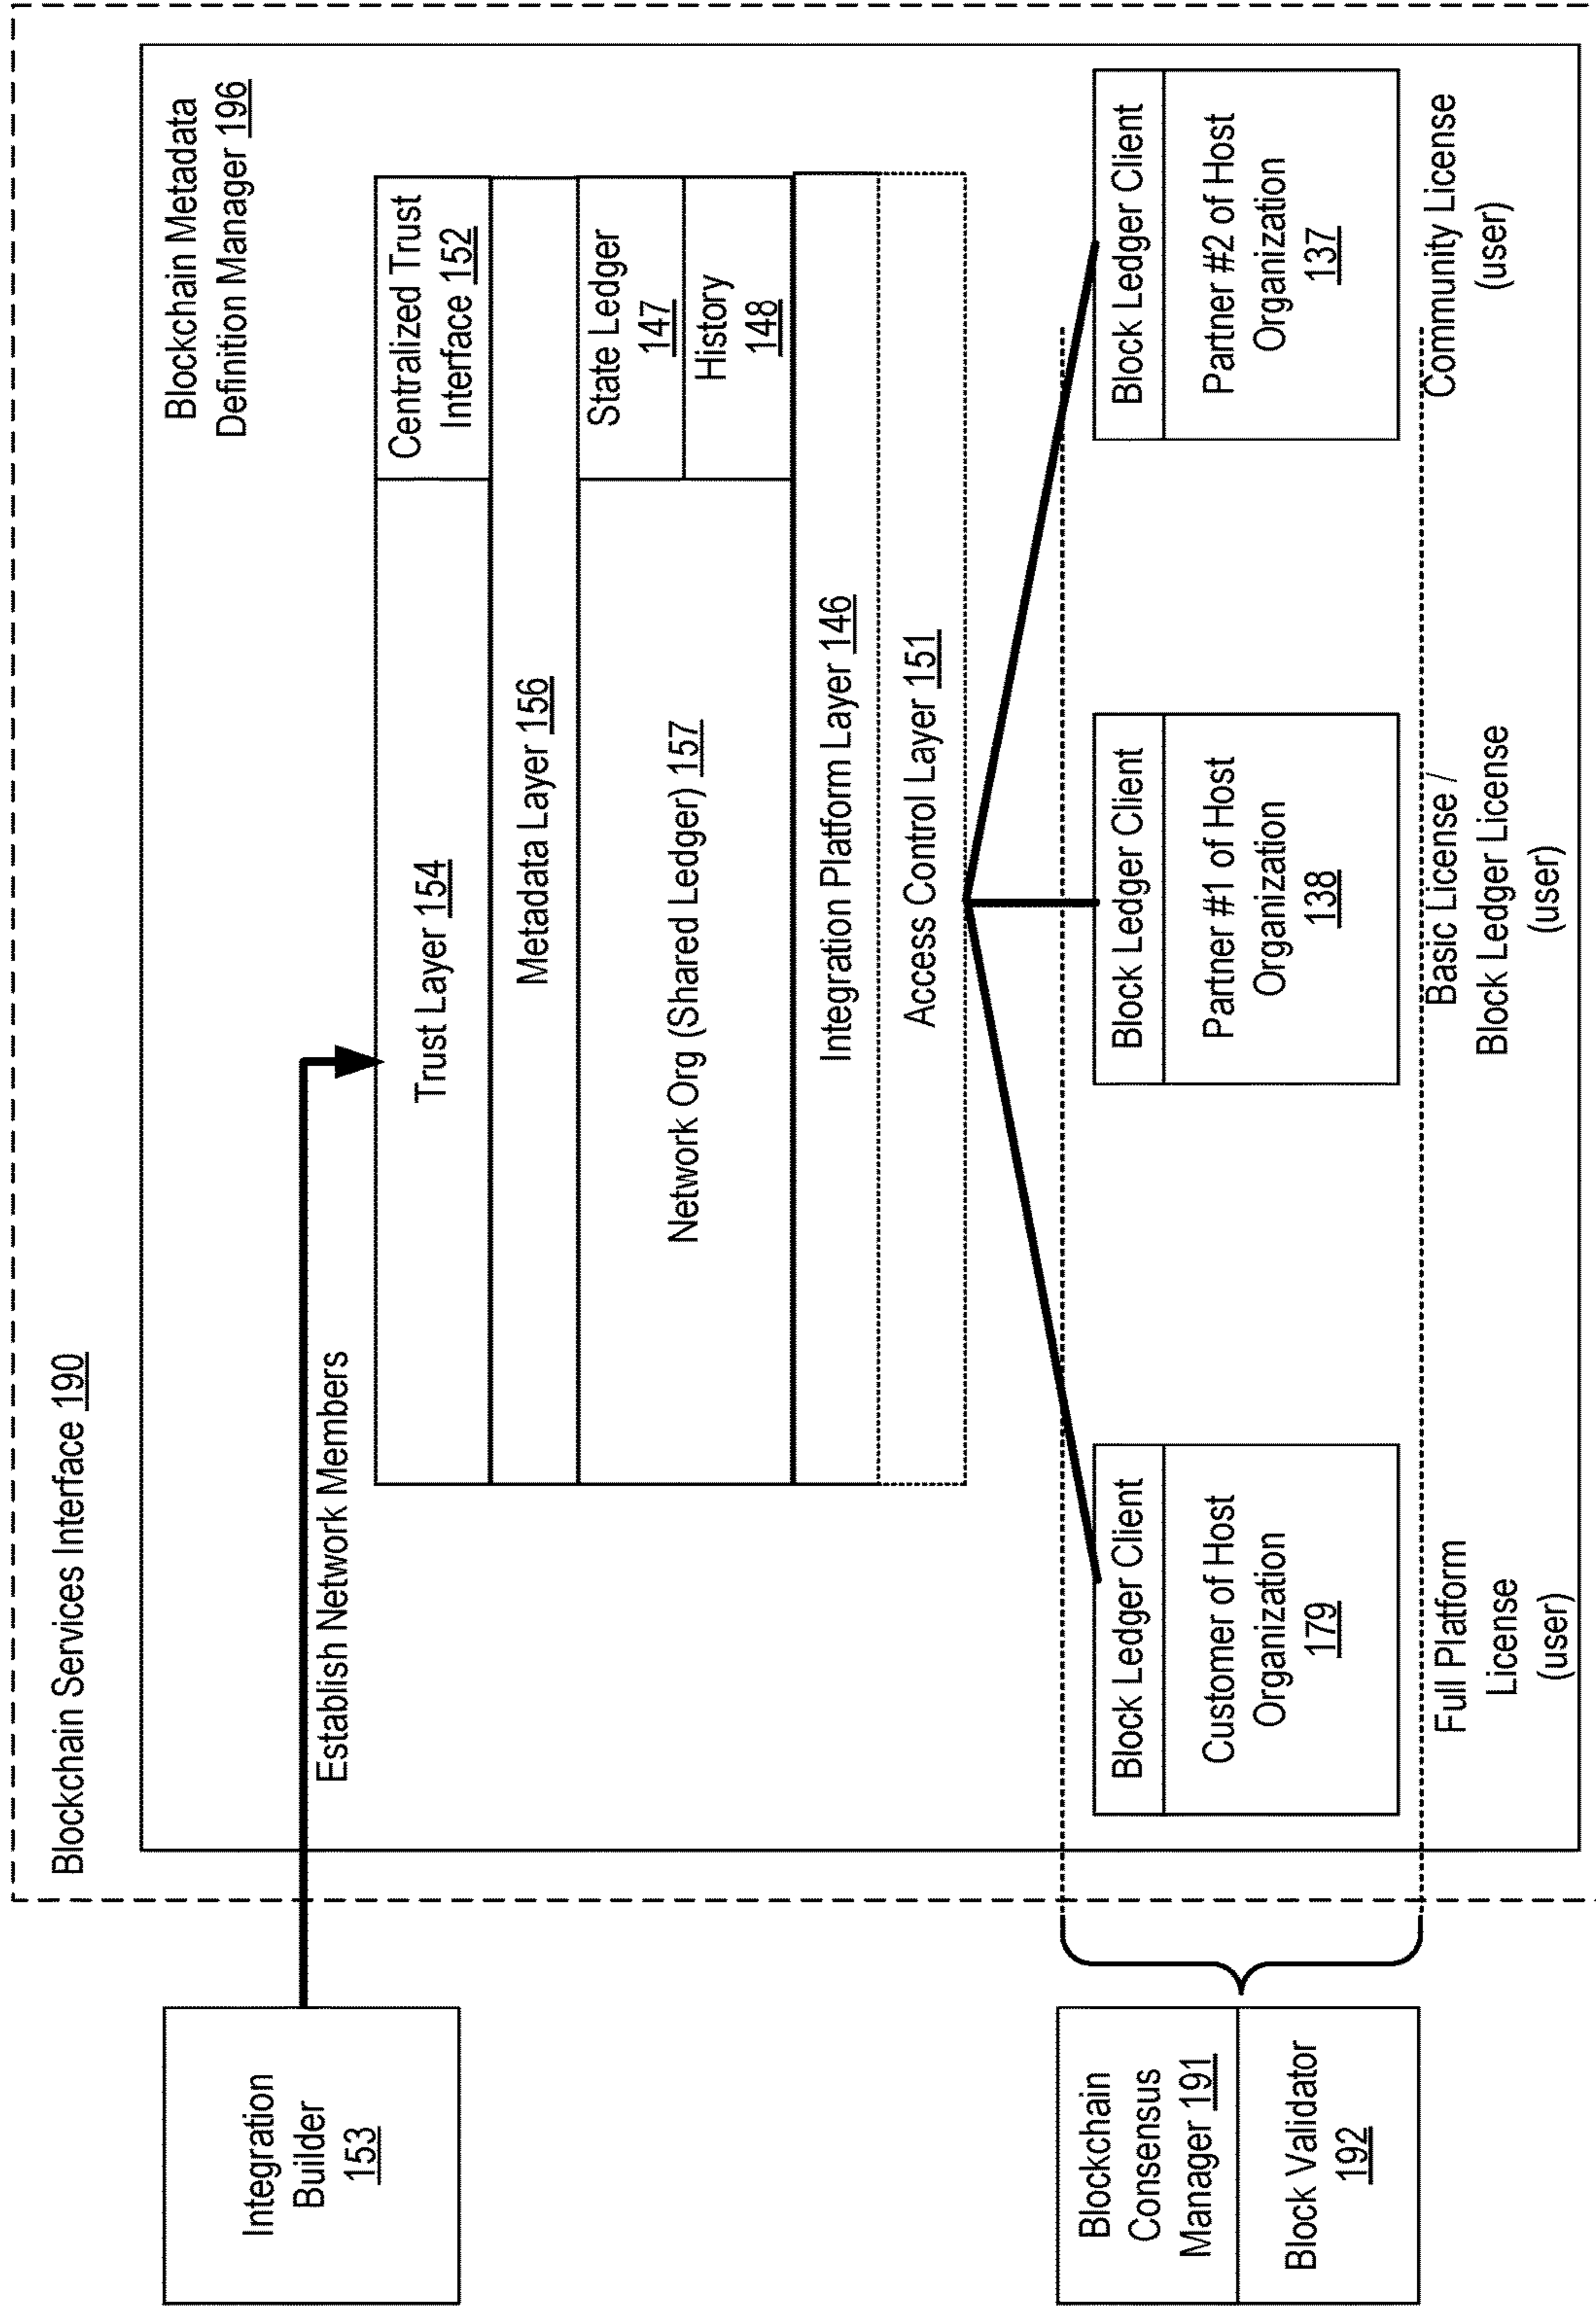 Blockchain Services Interface 190
Blockchain Metadata
Definition Manager 196
Integration
Builder
153
Establish Network Members
Trust Layer 154
Centralized Trust
Interface 152
Metadata Layer 156
Network Org (Shared Ledger) 157
State Ledger
147
History
148
Integration Platform Layer 146
Access Control Layer 151
Blockchain
Consensus
Manager 191
Block Validator
192
Block Ledger Client
Customer of Host
Organization
179
Full Platform
License
(user)
Block Ledger Client
Partner #1 of Host
Organization
138
Basic License /
Block Ledger License
(user)
Block Ledger Client
Partner #2 of Host
Organization
137
Community License
(user)